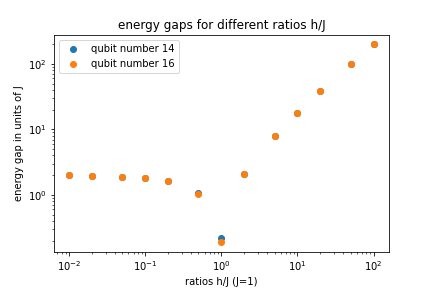 energy gaps for different ratios h/J
qubit number 14
qubit number 16
energy gap in units of J
10²
10¹
10⁰
10⁻²
10⁻¹
10⁰
10¹
10²
ratios h/J (J=1)